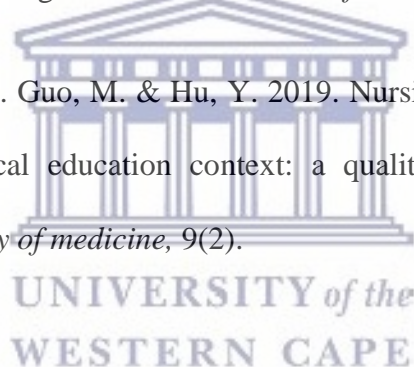 . Guo, M. & Hu, Y. 2019. Nursi
cal education context: a qualit
y of medicine, 9(2).
UNIVERSITY of the
WESTERN CAPE